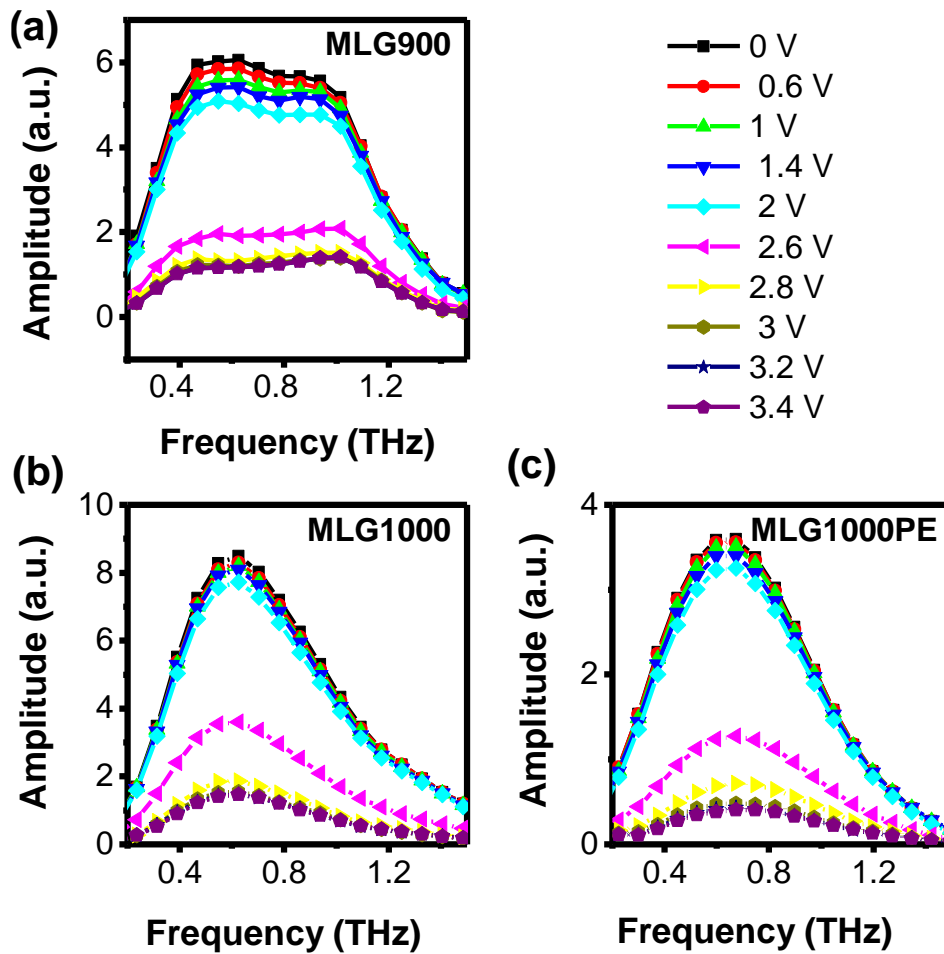 (a)
MLG900
Amplitude (a.u.)
6
4
2
0
0.4 0.8 1.2
Frequency (THz)
0 V
0.6 V
1 V
1.4 V
2 V
2.6 V
2.8 V
3 V
3.2 V
3.4 V
(b)
MLG1000
Amplitude (a.u.)
10
8
6
4
2
0
0.4 0.8 1.2
Frequency (THz)
(c)
MLG1000PE
Amplitude (a.u.)
4
2
0
0.4 0.8 1.2
Frequency (THz)